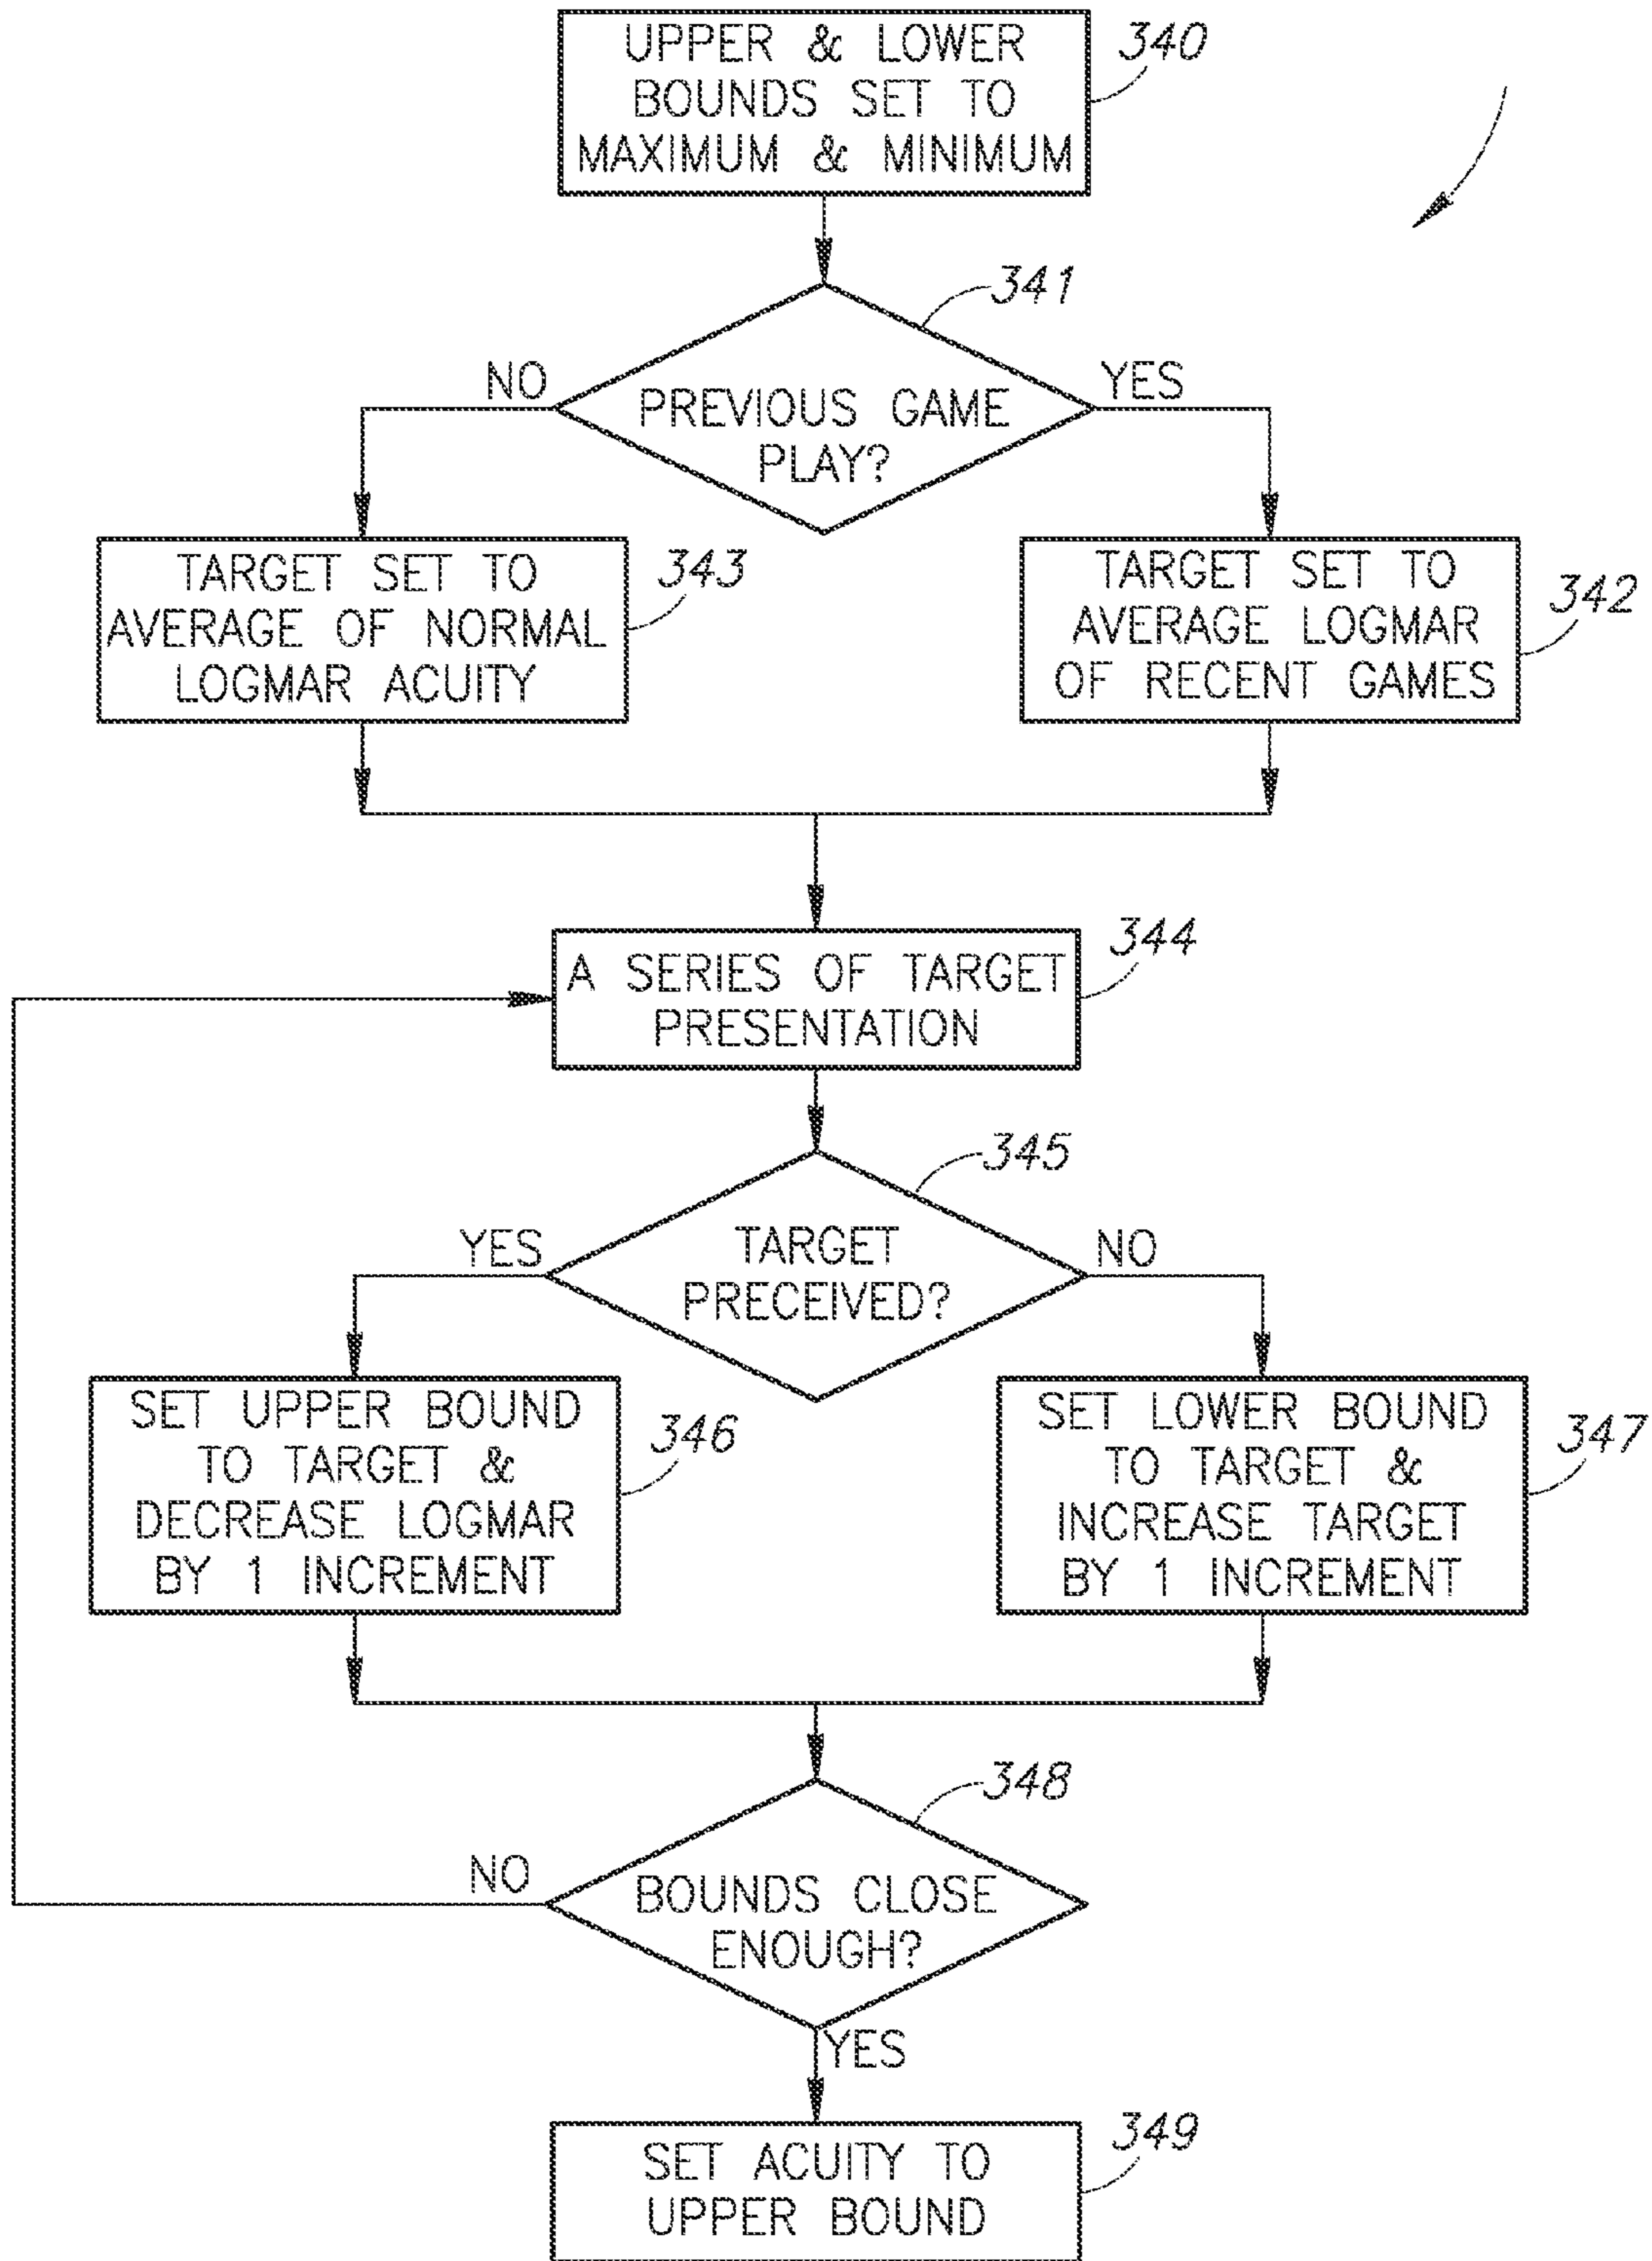 UPPER & LOWER
BOUNDS SET TO
MAXIMUM & MINIMUM
340
341
NO
YES
PREVIOUS GAME
PLAY?
TARGET SET TO
AVERAGE OF NORMAL
LOGMAR ACUITY
343
TARGET SET TO
AVERAGE LOGMAR
OF RECENT GAMES
342
A SERIES OF TARGET
PRESENTATION
344
345
YES
NO
TARGET
PRECEIVED?
SET UPPER BOUND
TO TARGET &
DECREASE LOGMAR
BY 1 INCREMENT
346
SET LOWER BOUND
TO TARGET &
INCREASE TARGET
BY 1 INCREMENT
347
348
NO
BOUNDS CLOSE
ENOUGH?
YES
SET ACUITY TO
UPPER BOUND
349